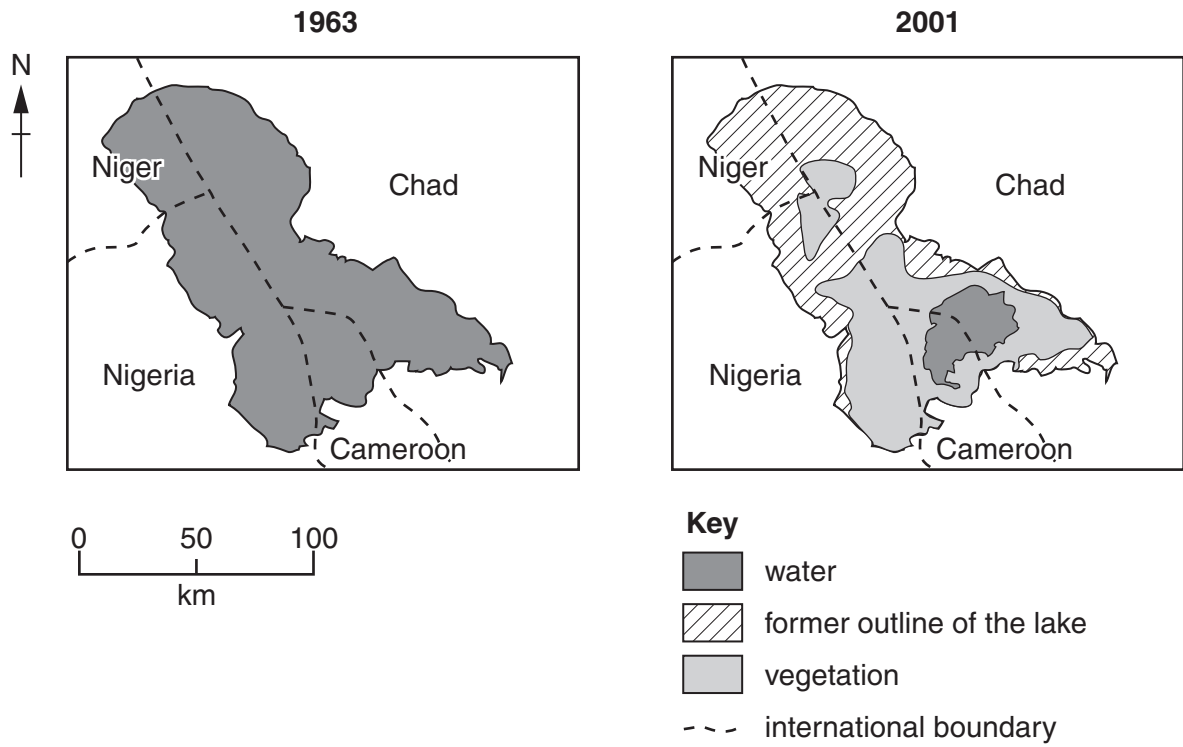 1963
N
Niger
Chad
Nigeria
Cameroon
0 50 100
km
2001
Niger
Chad
Nigeria
Cameroon
Key
water
former outline of the lake
vegetation
international boundary